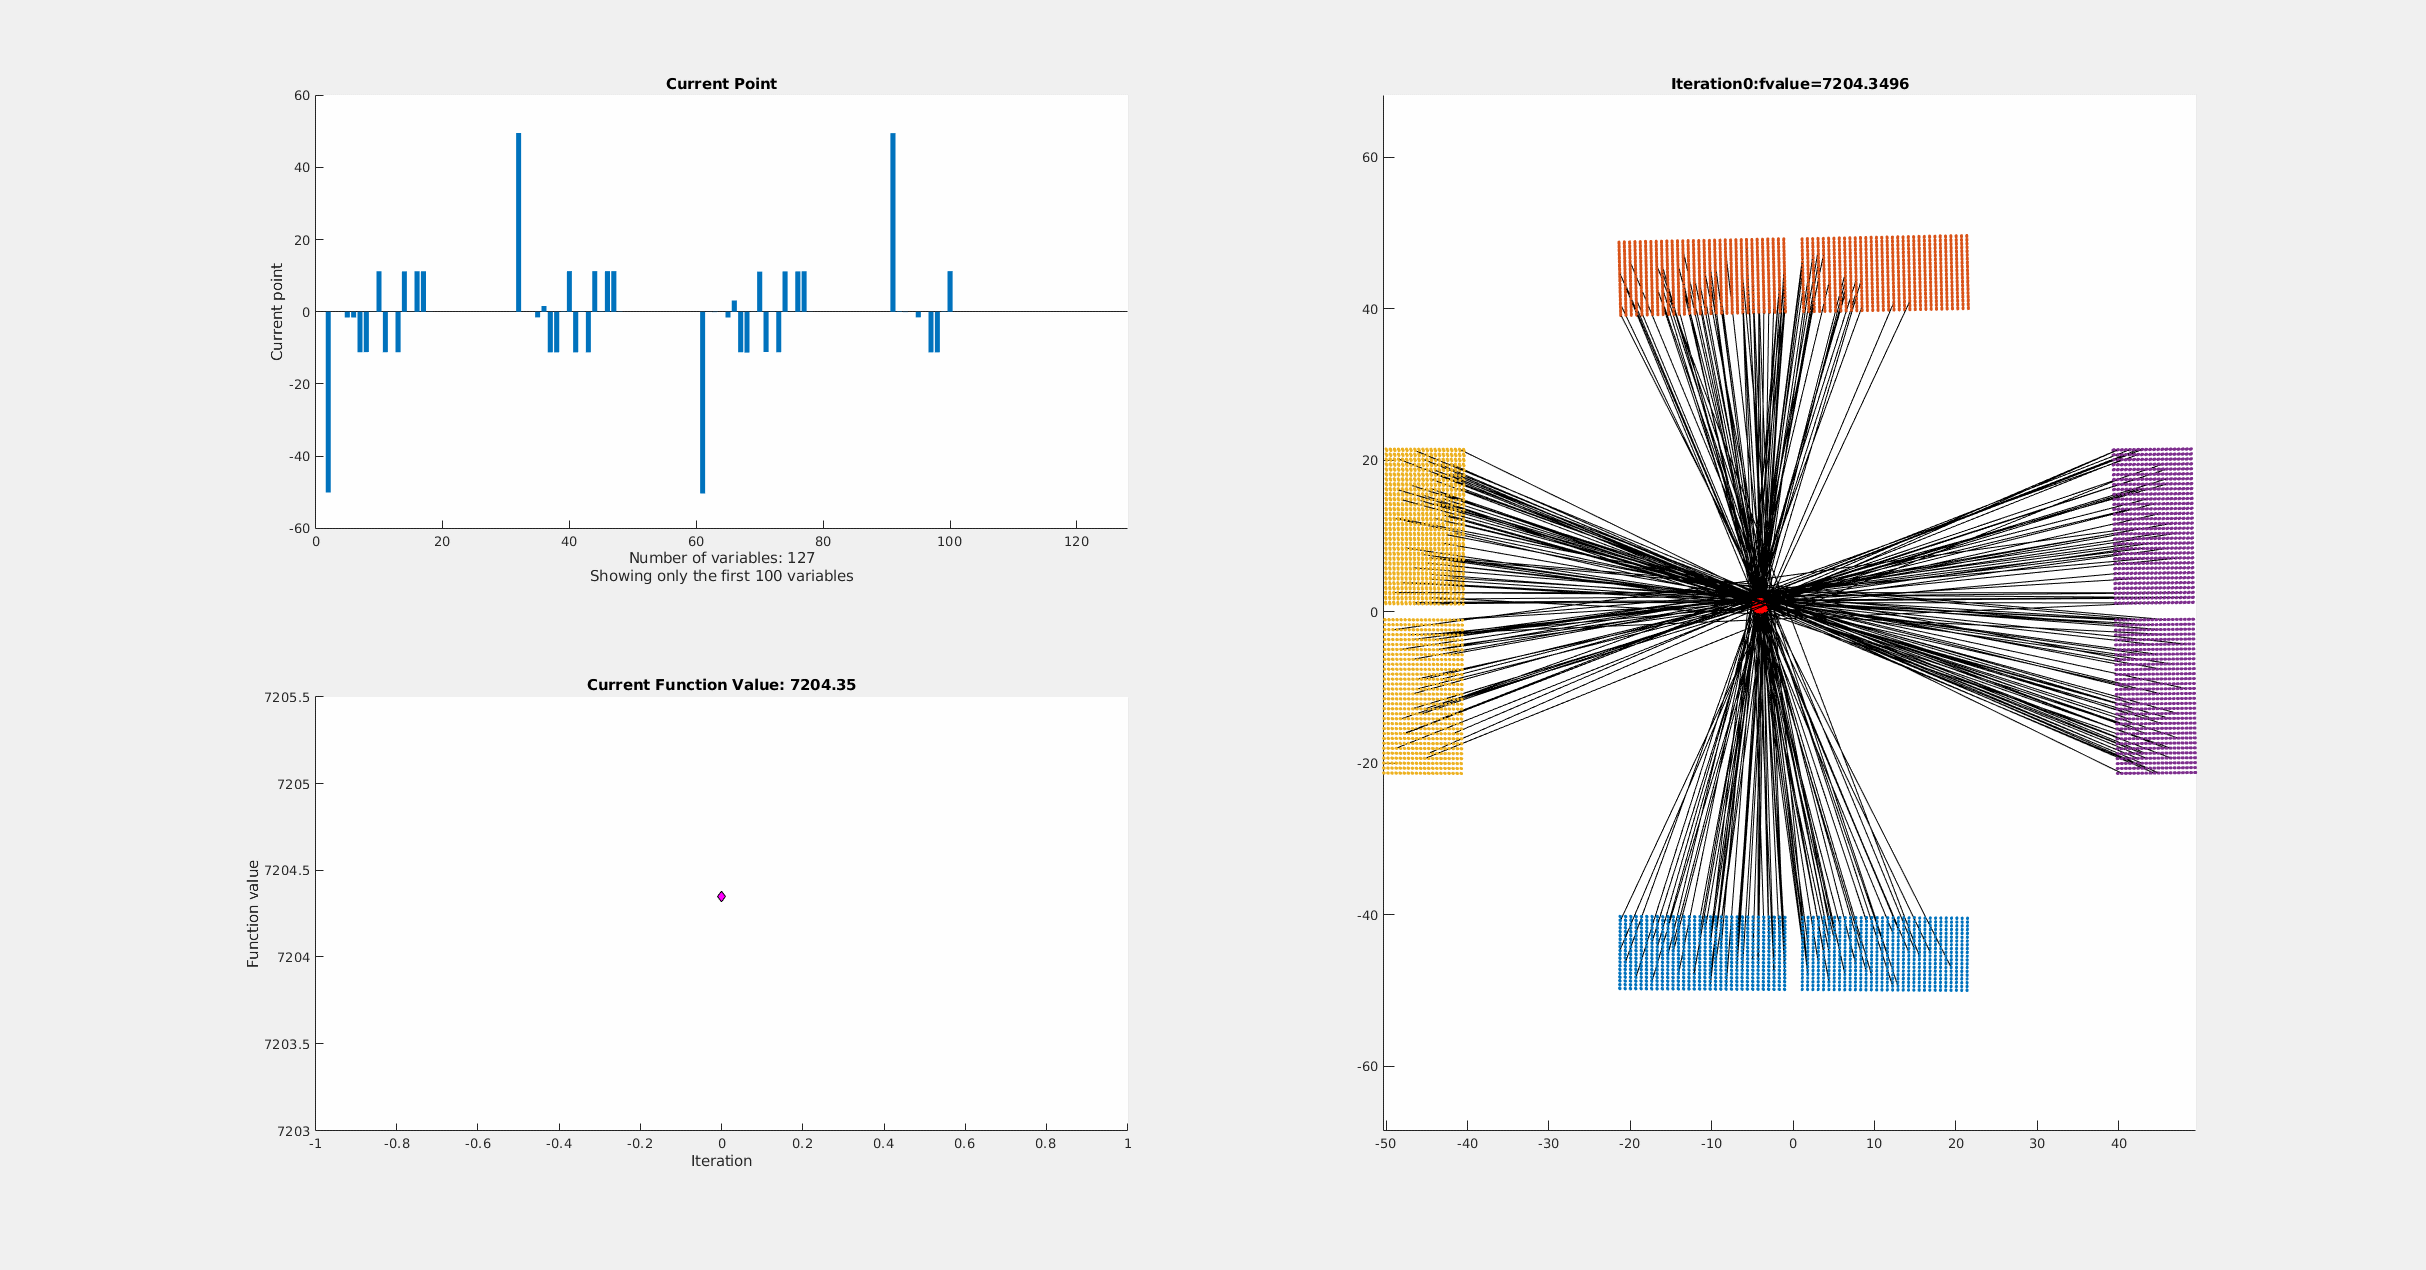 Current Point
60
40
20
0
-20
-40
-60
Current point
0 20 40 60 80 100 120
Number of variables: 127
Showing only the first 100 variables
Current Function Value: 7204.35
7205.5
7205
7204.5
7204
7203.5
7203
Function value
-1 -0.8 -0.6 -0.4 -0.2 0 0.2 0.4 0.6 0.8 1
Iteration
Iteration0:fvalue=7204.3496
60
40
20
0
-20
-40
-60
-50 -40 -30 -20 -10 0 10 20 30 40